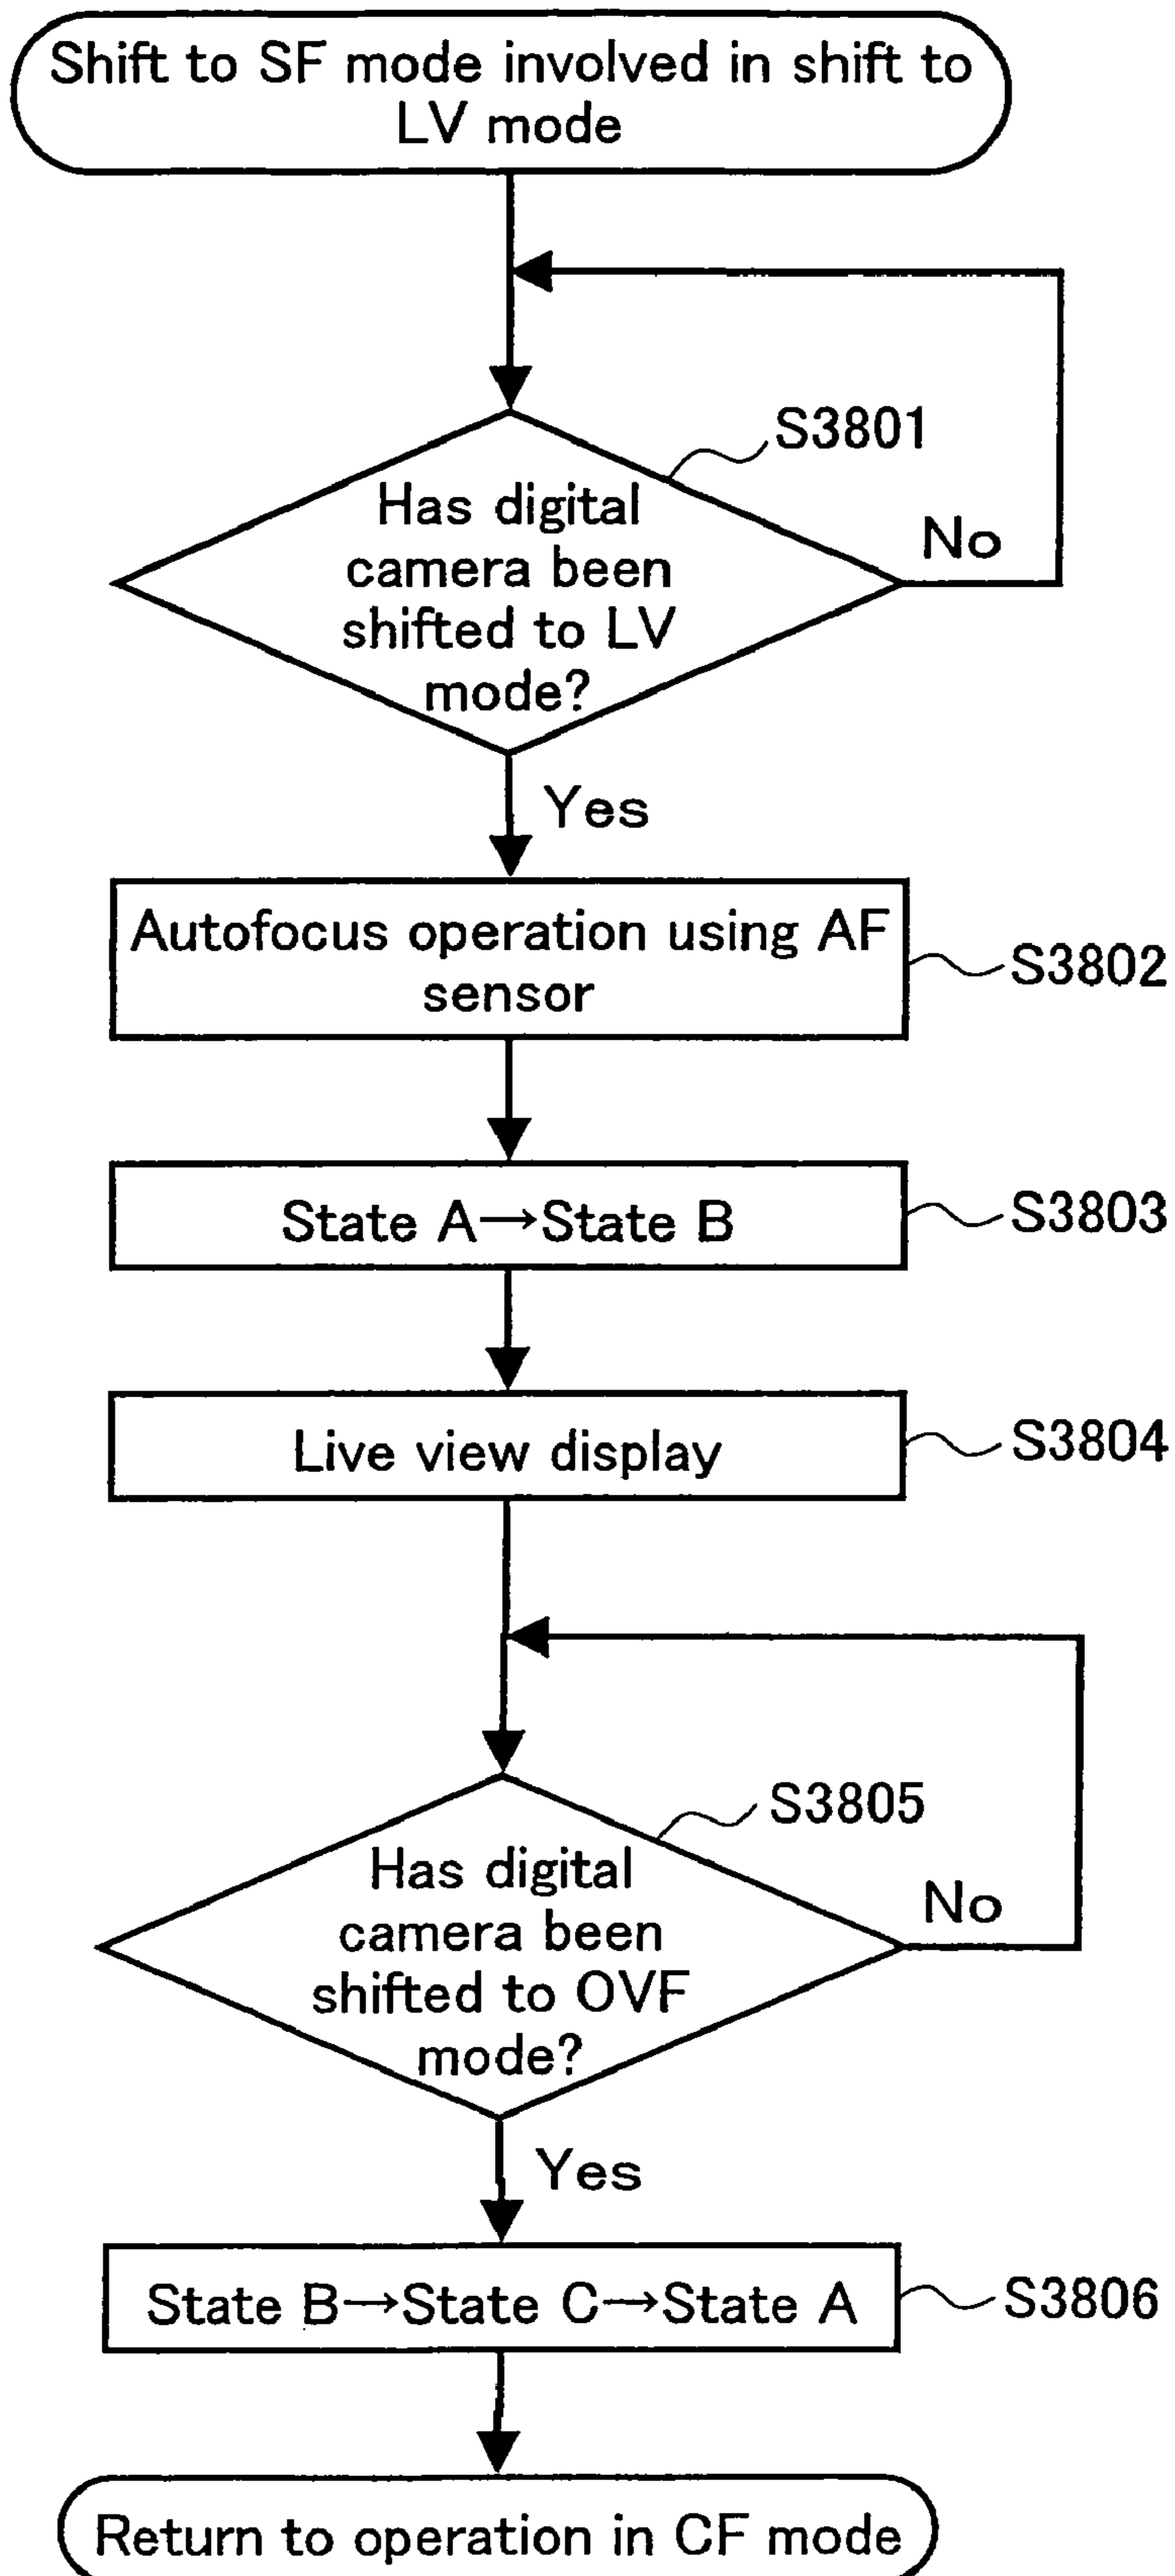 Shift to SF mode involved in shift to
LV mode
S3801
Has digital
camera been
shifted to LV
mode?
No
Yes
Autofocus operation using AF
sensor
S3802
State A→State B
S3803
Live view display
S3804
S3805
Has digital
camera been
shifted to OVF
mode?
No
Yes
State B→State C→State A
S3806
Return to operation in CF mode